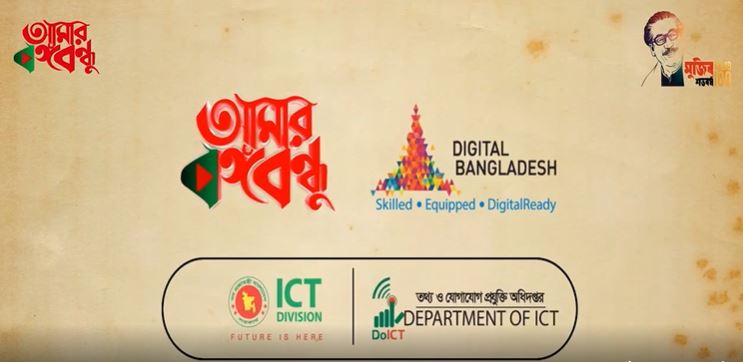 আমার
বঙ্গবন্ধু
মুজিব
শতবর্ষ
আমার
বঙ্গবন্ধু
DIGITAL
BANGLADESH
Skilled • Equipped • DigitalReady
ICT
DIVISION
FUTURE IS HERE
তথ্য ও যোগাযোগ প্রযুক্তি অধিদপ্তর
DoICT
DEPARTMENT OF ICT